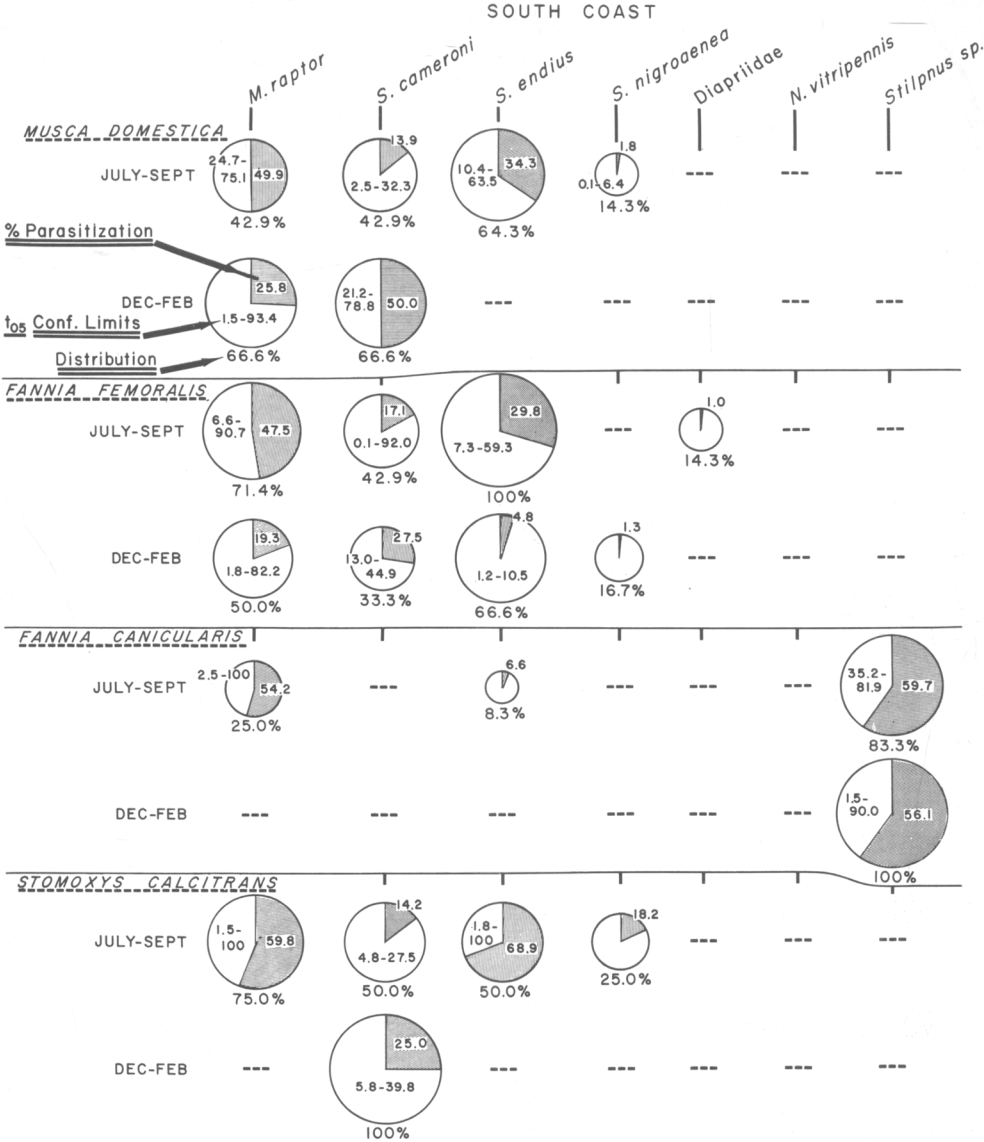 SOUTH COAST
M. raptor S. cameroni S. endius S. nigroaenea Diapriidae N. vitripennis Stilpnus sp.
MUSCA DOMESTICA
JULY-SEPT 24.7-75.1 49.9 2.5-32.3 13.9 10.4-63.5 34.3 0.1-6.4 1.8 --- --- ---
42.9% 42.9% 64.3% 14.3%
% Parasitization
DEC-FEB 1.5-93.4 25.8 21.2-78.8 50.0 --- --- --- --- ---
t05 Conf. Limits
Distribution 66.6% 66.6%
FANNIA FEMORALIS
JULY-SEPT 6.6-90.7 47.5 0.1-92.0 17.1 7.3-59.3 29.8 --- 1.0 --- ---
71.4% 42.9% 100% 14.3%
DEC-FEB 1.8-82.2 19.3 13.0-44.9 27.5 1.2-10.5 4.8 1.3 --- --- ---
50.0% 33.3% 66.6% 16.7%
FANNIA CANICULARIS
JULY-SEPT 2.5-100 54.2 --- 6.6 --- --- --- 35.2-81.9 59.7
25.0% 8.3% 83.3%
DEC-FEB --- --- --- --- --- --- 1.5-90.0 56.1
100%
STOMOXYS CALCITRANS
JULY-SEPT 1.5-100 59.8 4.8-27.5 14.2 1.8-100 68.9 18.2 --- --- ---
75.0% 50.0% 50.0% 25.0%
DEC-FEB --- 5.8-39.8 25.0 --- --- --- --- ---
100%